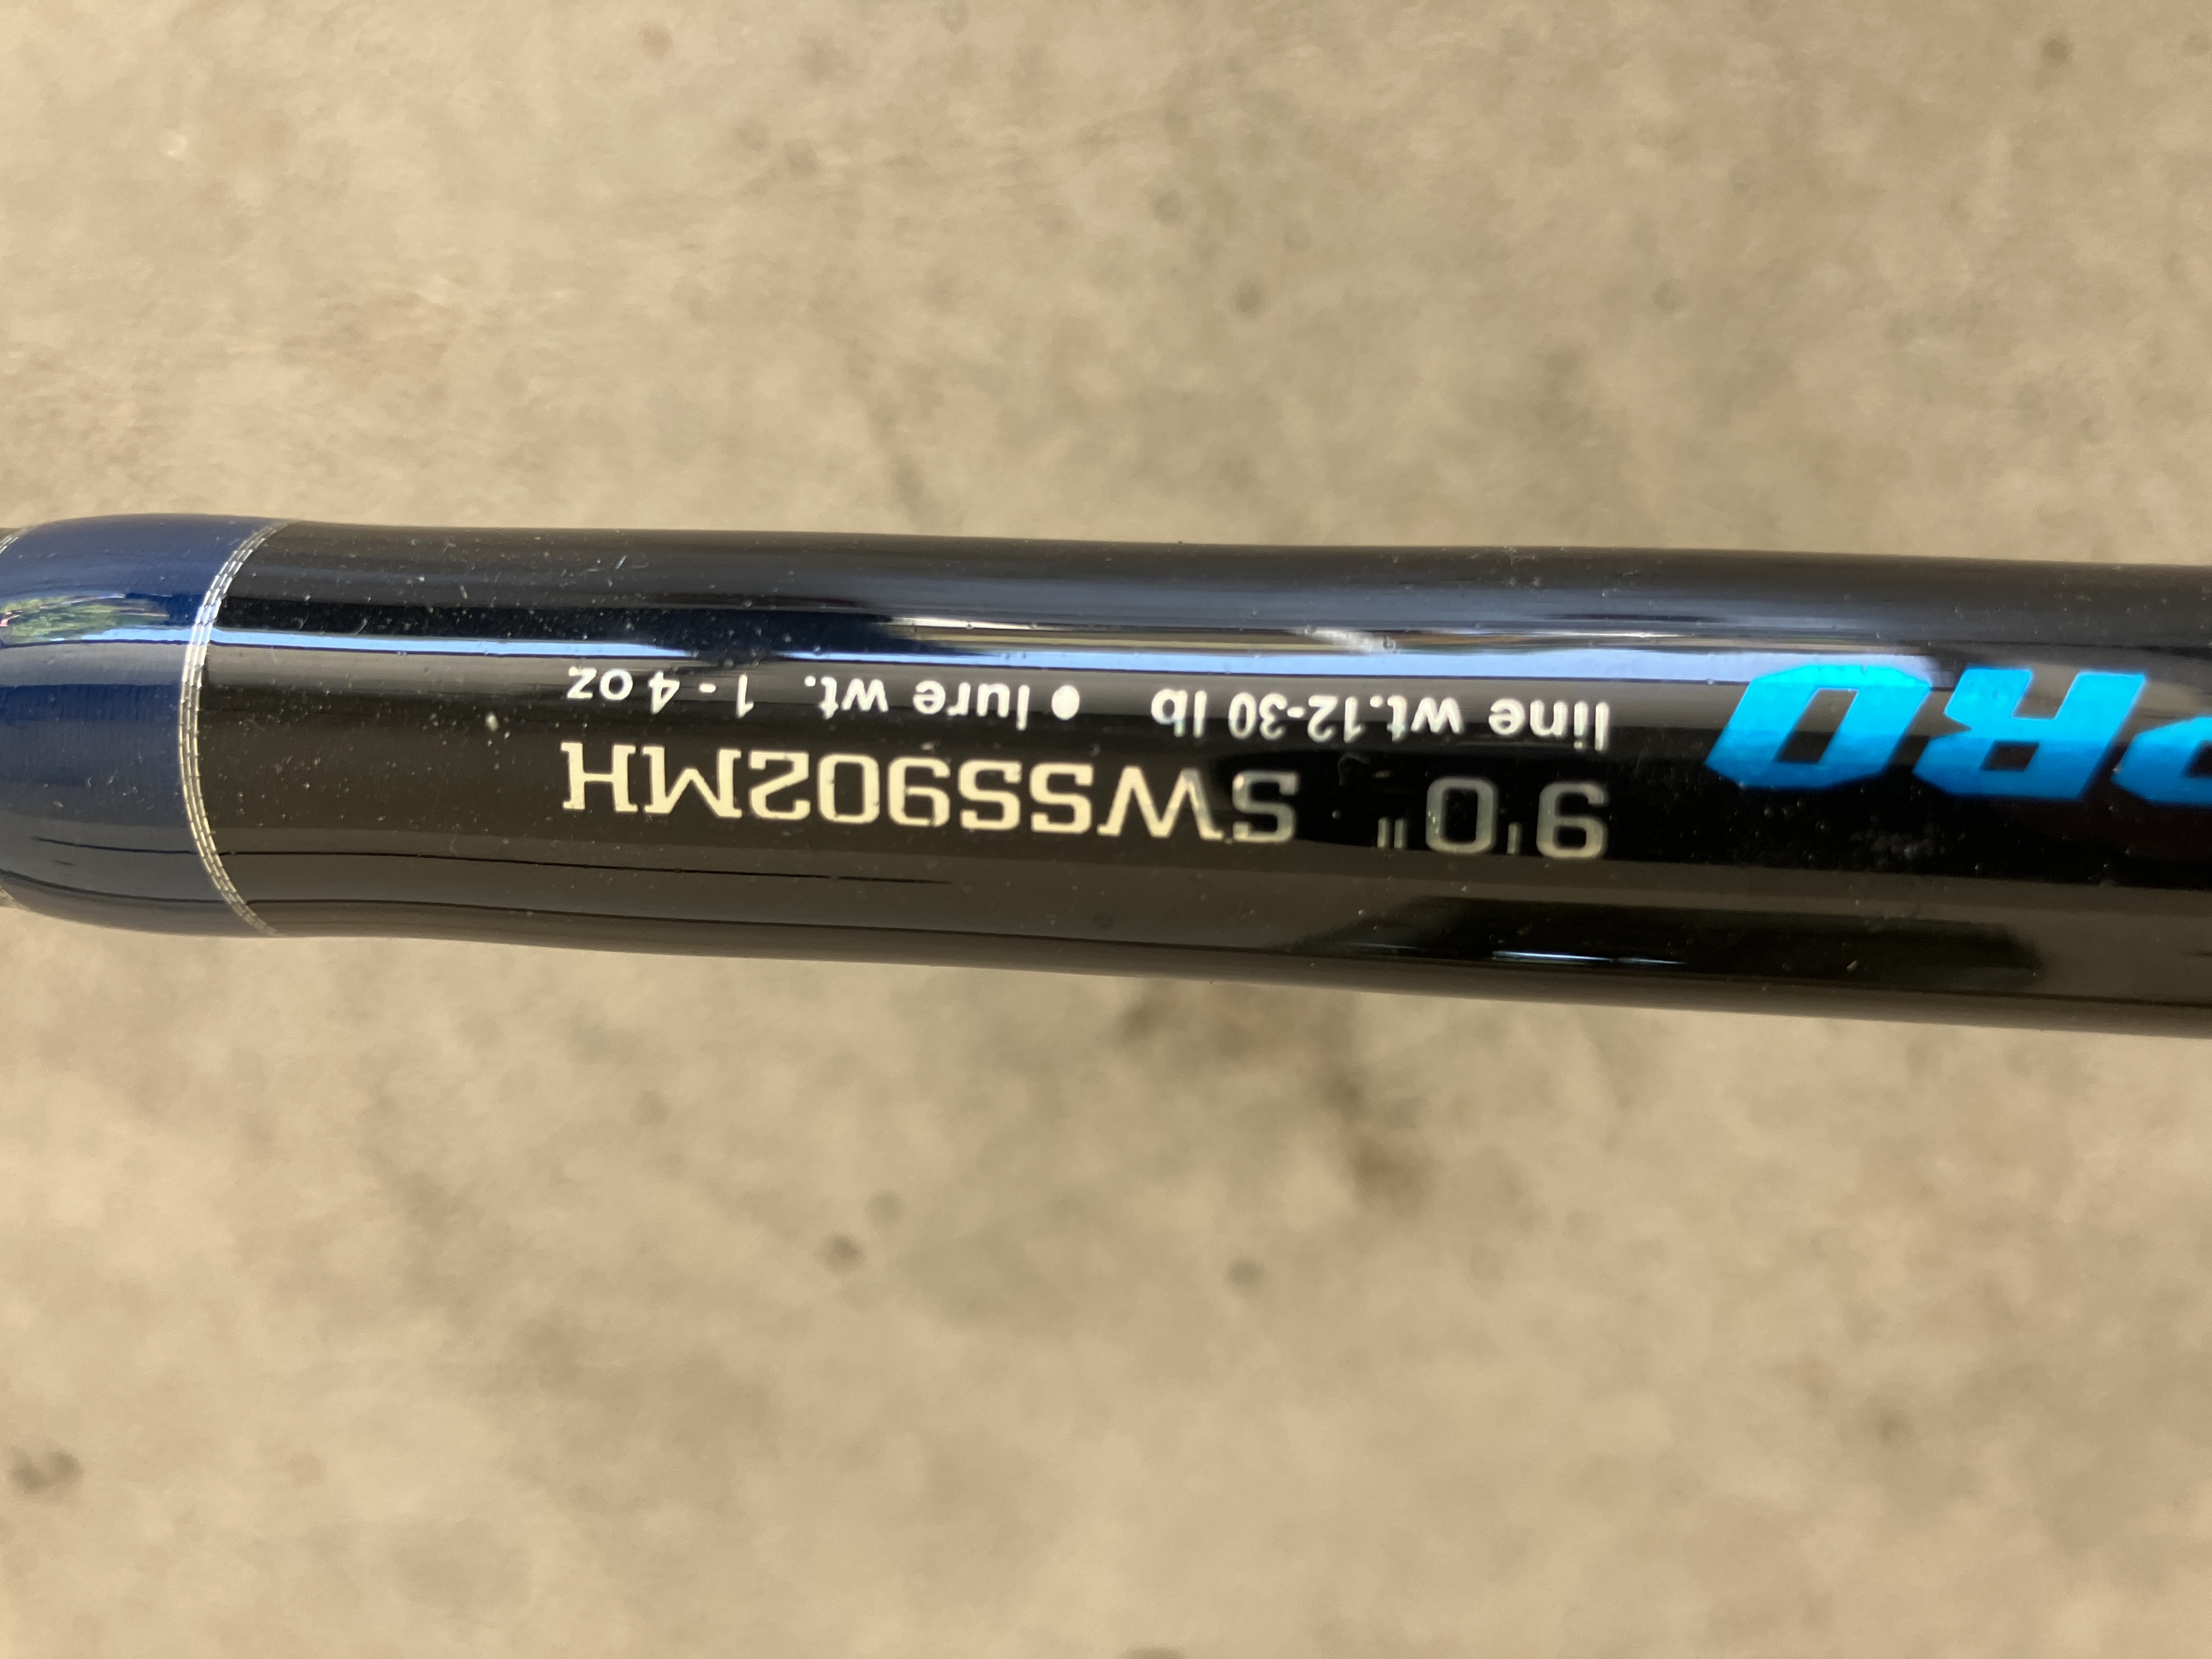 PRO
9'0" SWSS902MH
line wt.12-30 lb ● lure wt. 1 - 4 oz